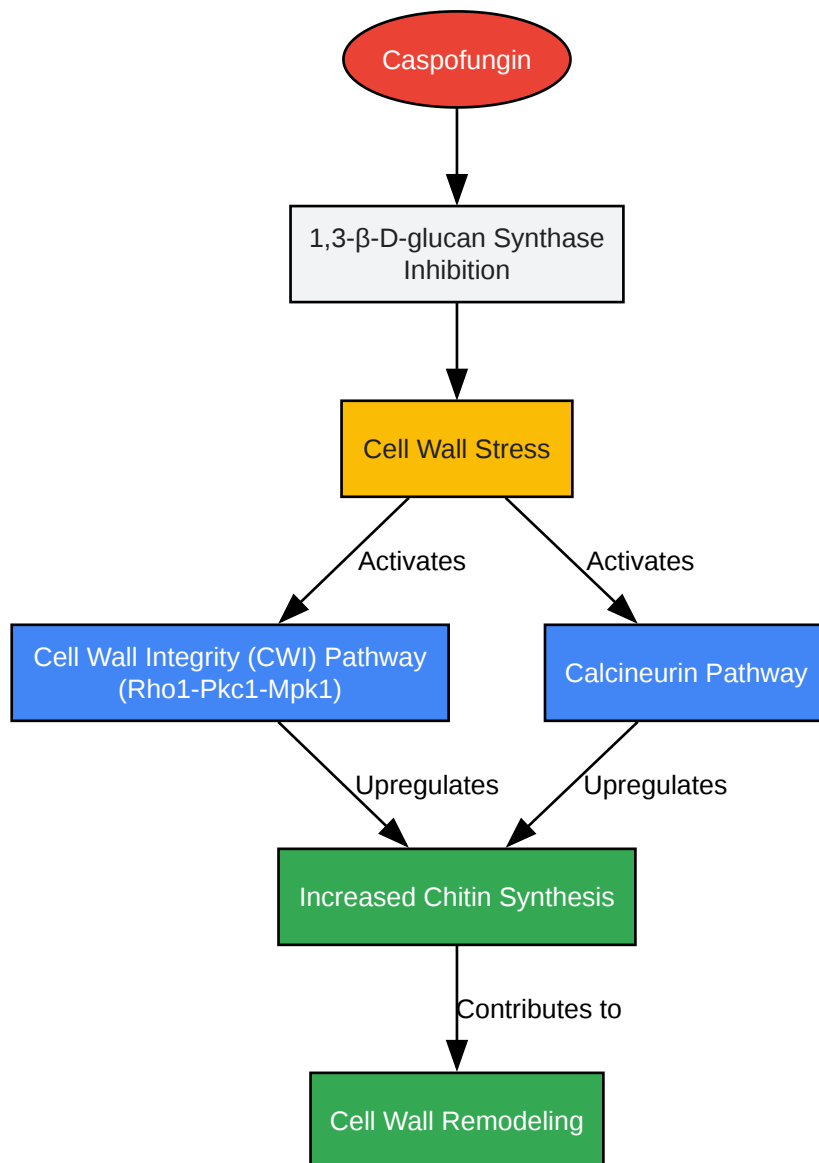 Caspofungin
1,3-β-D-glucan Synthase
Inhibition
Cell Wall Stress
Activates
Activates
Cell Wall Integrity (CWI) Pathway
(Rho1-Pkc1-Mpk1)
Calcineurin Pathway
Upregulates
Upregulates
Increased Chitin Synthesis
Contributes to
Cell Wall Remodeling